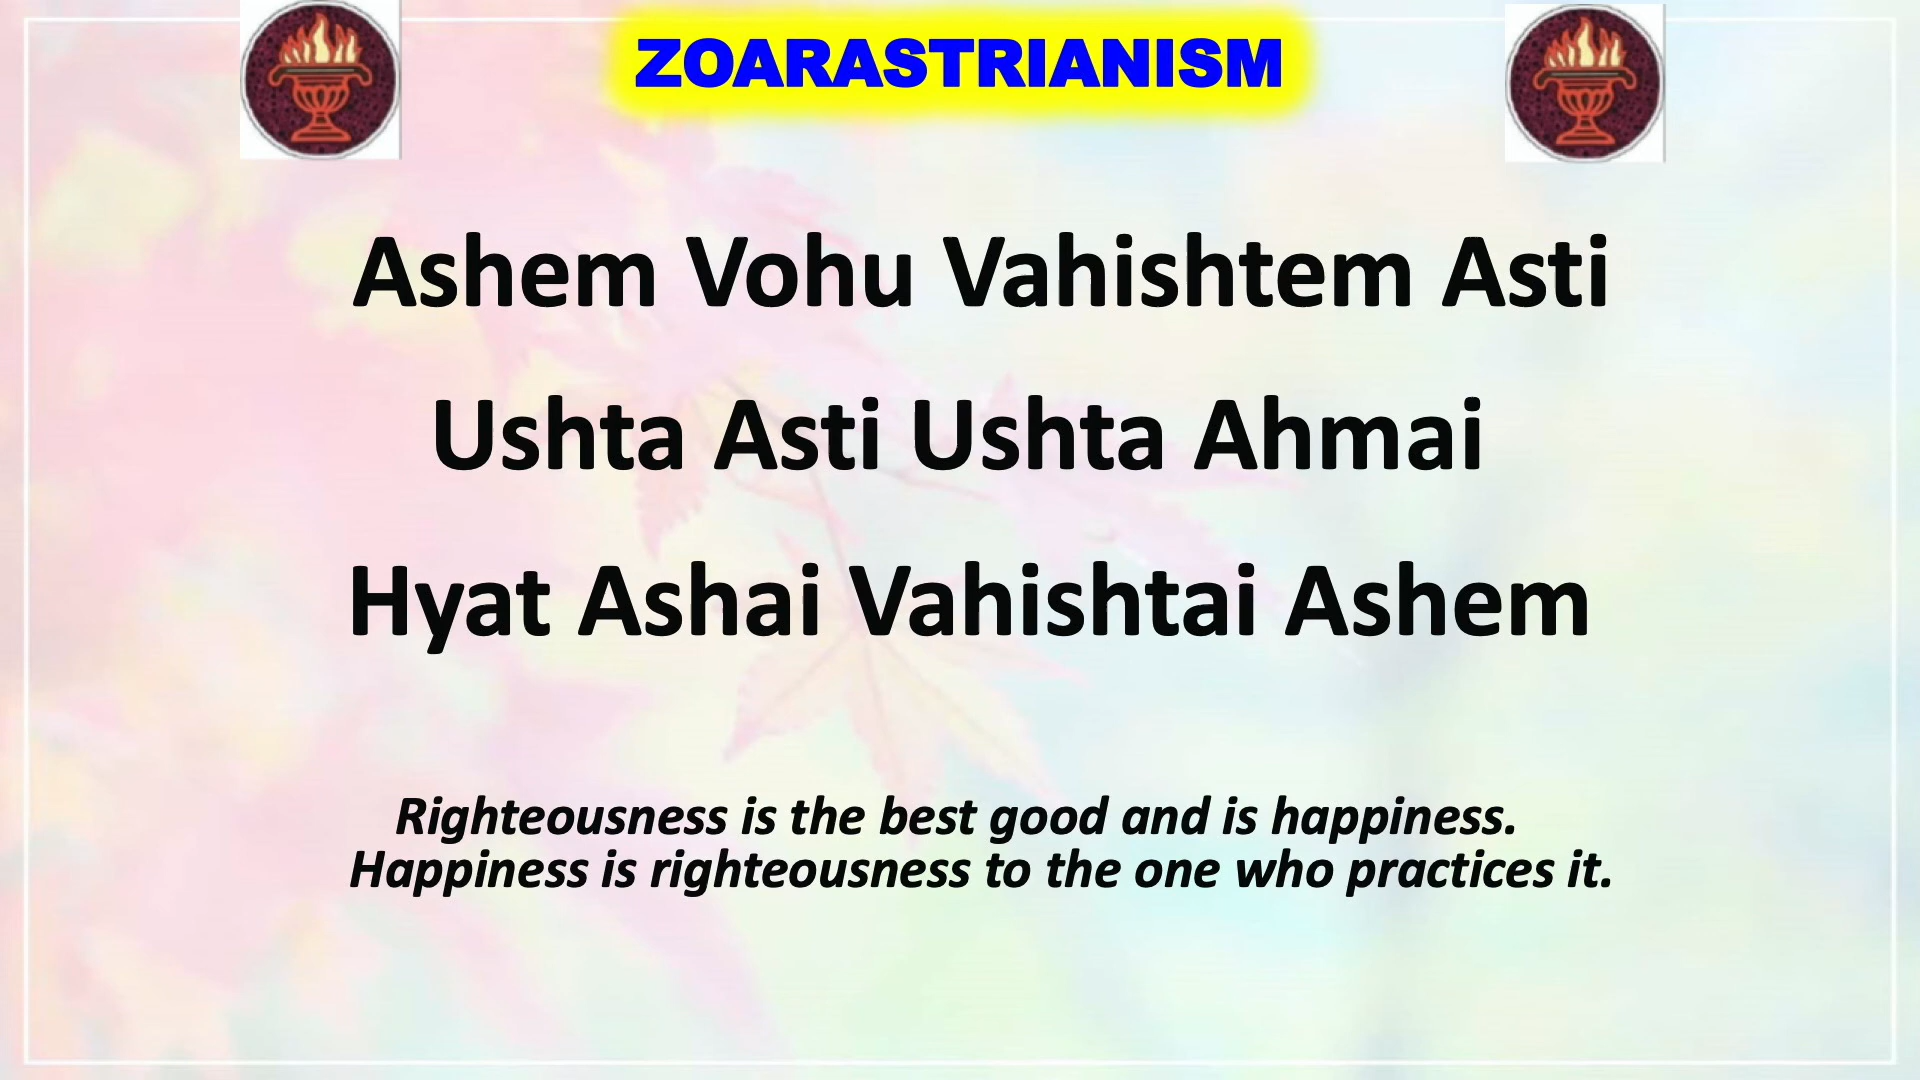 ZOARASTRIANISM
Ashem Vohu Vahishtem Asti
Ushta Asti Ushta Ahmai
Hyat Ashai Vahishtai Ashem
Righteousness is the best good and is happiness.
Happiness is righteousness to the one who practices it.